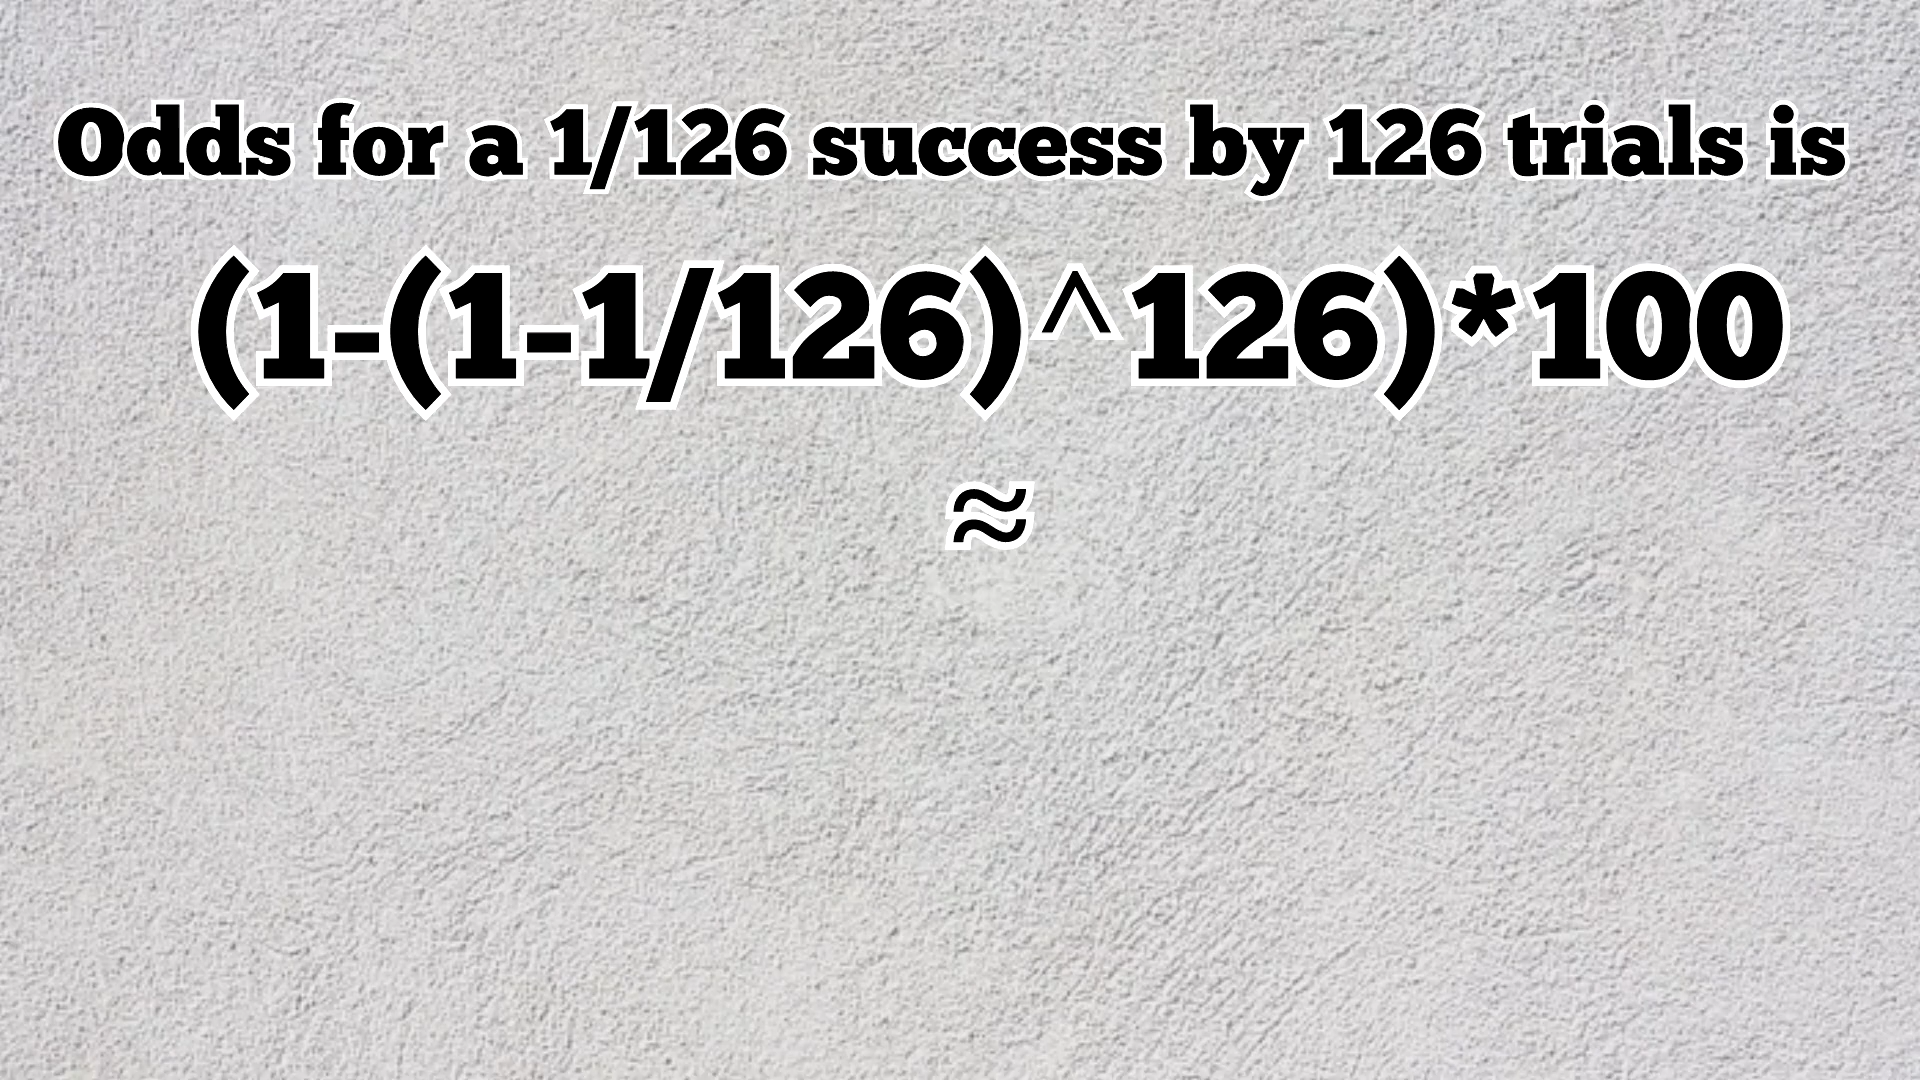 Odds for a 1/126 success by 126 trials is
(1-(1-1/126)^126)*100
≈